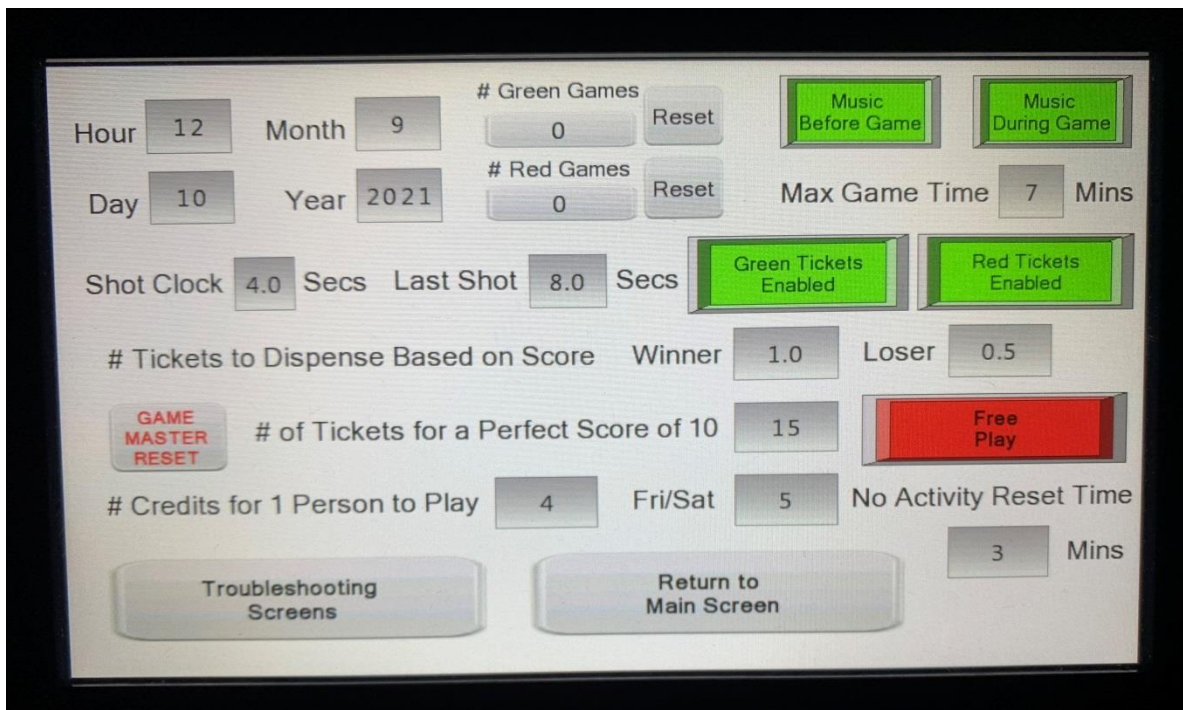 # Green Games
Music Before Game
Music During Game
Hour 12 Month 9 0 Reset
# Red Games
Day 10 Year 2021 0 Reset Max Game Time 7 Mins
Shot Clock 4.0 Secs Last Shot 8.0 Secs
Green Tickets Enabled
Red Tickets Enabled
# Tickets to Dispense Based on Score Winner 1.0 Loser 0.5
GAME
MASTER
RESET
# of Tickets for a Perfect Score of 10 15
Free
Play
# Credits for 1 Person to Play 4 Fri/Sat 5 No Activity Reset Time
3 Mins
Troubleshooting
Screens
Return to
Main Screen